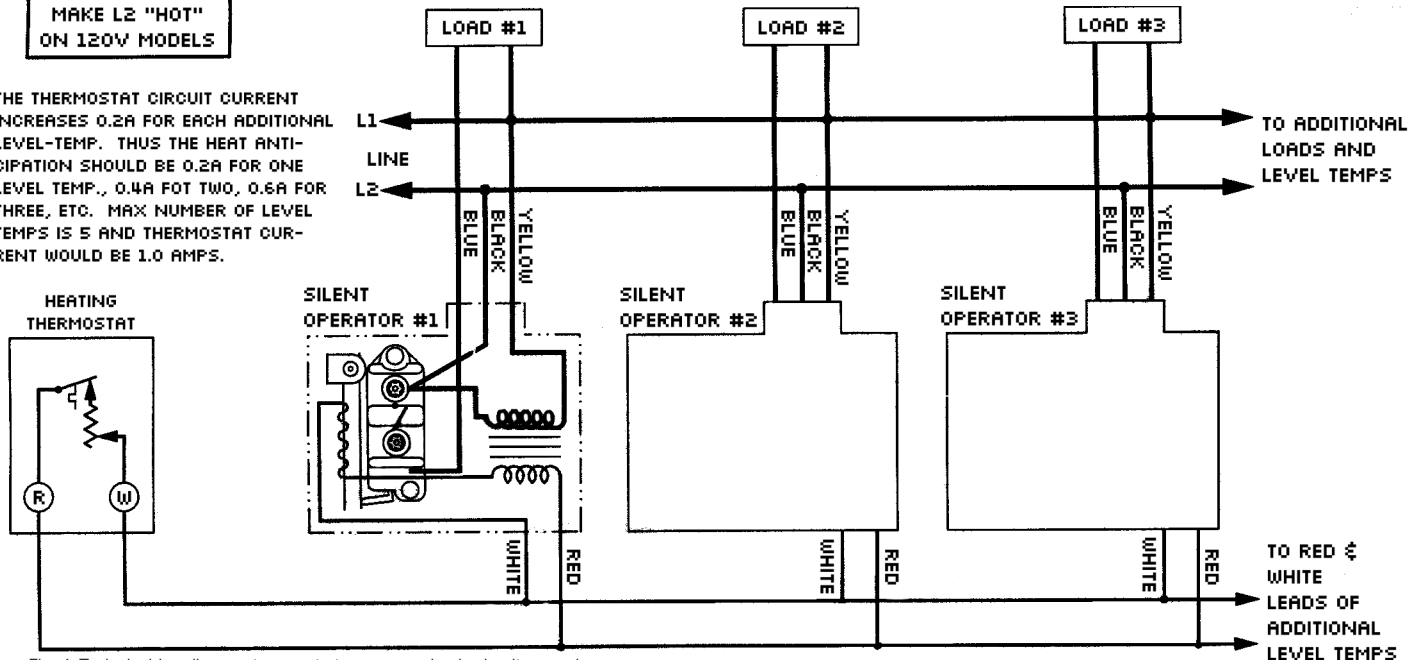 MAKE L2 "HOT"
ON 120V MODELS
LOAD #1
LOAD #2
LOAD #3
THE THERMOSTAT CIRCUIT CURRENT
INCREASES 0.2A FOR EACH ADDITIONAL
LEVEL-TEMP. THUS THE HEAT ANTI-
CIPATION SHOULD BE 0.2A FOR ONE
LEVEL TEMP., 0.4A FOT TWO, 0.6A FOR
THREE, ETC. MAX NUMBER OF LEVEL
TEMPS IS 5 AND THERMOSTAT CUR-
RENT WOULD BE 1.0 AMPS.
L1
LINE
L2
TO ADDITIONAL
LOADS AND
LEVEL TEMPS
BLUE
BLACK
YELLOW
BLUE
BLACK
YELLOW
BLUE
BLACK
YELLOW
HEATING
THERMOSTAT
SILENT
OPERATOR #1
SILENT
OPERATOR #2
SILENT
OPERATOR #3
R
W
WHITE
RED
WHITE
RED
WHITE
RED
TO RED &
WHITE
LEADS OF
ADDITIONAL
LEVEL TEMPS